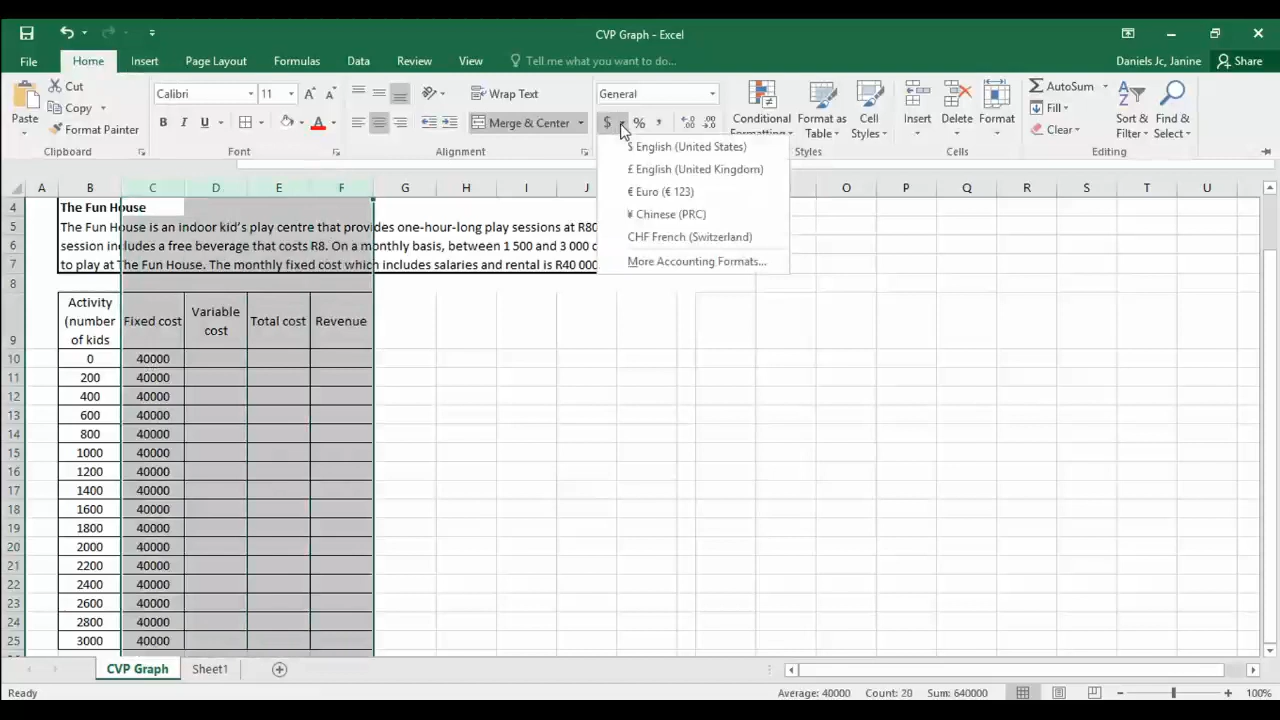 CVP Graph - Excel
File Home Insert Page Layout Formulas Data Review View Tell me what you want to do... Daniels Jc, Janine Share
Paste
Cut
Copy
Format Painter
Clipboard
Calibri 11
B I U
Font
Wrap Text
Merge & Center
Alignment
General
$ %
Conditional Formatting
Format as Table
Cell Styles
Styles
Insert
Delete
Format
Cells
AutoSum
Fill
Clear
Sort & Filter
Find & Select
Editing
$ English (United States)
£ English (United Kingdom)
€ Euro (€ 123)
¥ Chinese (PRC)
CHF French (Switzerland)
More Accounting Formats...
A B C D E F G H I J O P Q R S T U
4 The Fun House
5 The Fun House is an indoor kid's play centre that provides one-hour-long play sessions at R80
6 session includes a free beverage that costs R8. On a monthly basis, between 1 500 and 3 000
7 to play at The Fun House. The monthly fixed cost which includes salaries and rental is R40 000
8
9 Activity (number of kids Fixed cost Variable cost Total cost Revenue
10 0 40000
11 200 40000
12 400 40000
13 600 40000
14 800 40000
15 1000 40000
16 1200 40000
17 1400 40000
18 1600 40000
19 1800 40000
20 2000 40000
21 2200 40000
22 2400 40000
23 2600 40000
24 2800 40000
25 3000 40000
CVP Graph Sheet1
Ready Average: 40000 Count: 20 Sum: 640000 100%